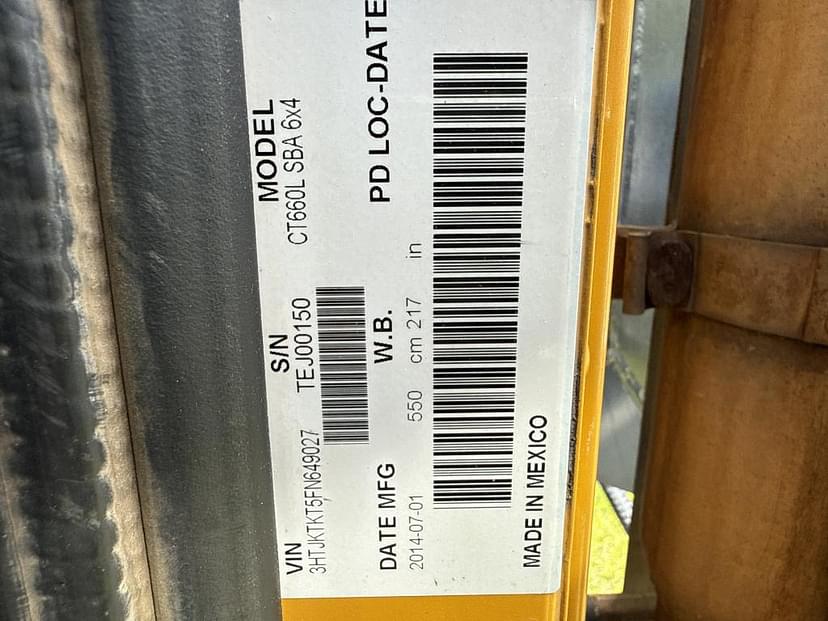 VIN S/N MODEL
3HTJKTKT5FN649027 TEJ00150 CT660L SBA 6x4
DATE MFG W.B. PD LOC-DATE
2014-07-01 550 cm 217 in
MADE IN MEXICO